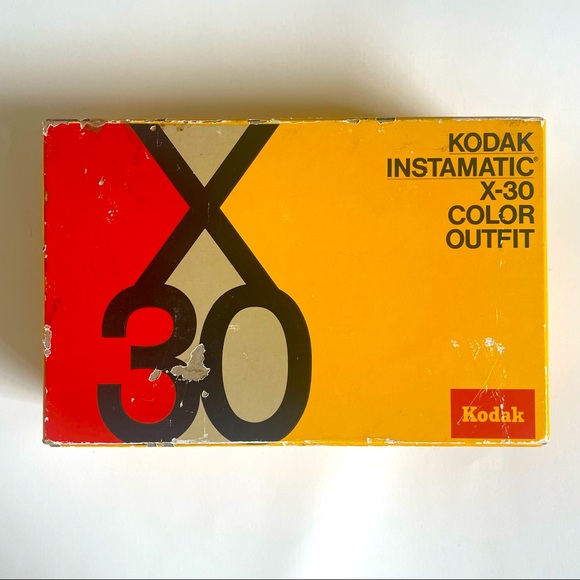 X
30
KODAK
INSTAMATIC®
X-30
COLOR
OUTFIT
Kodak